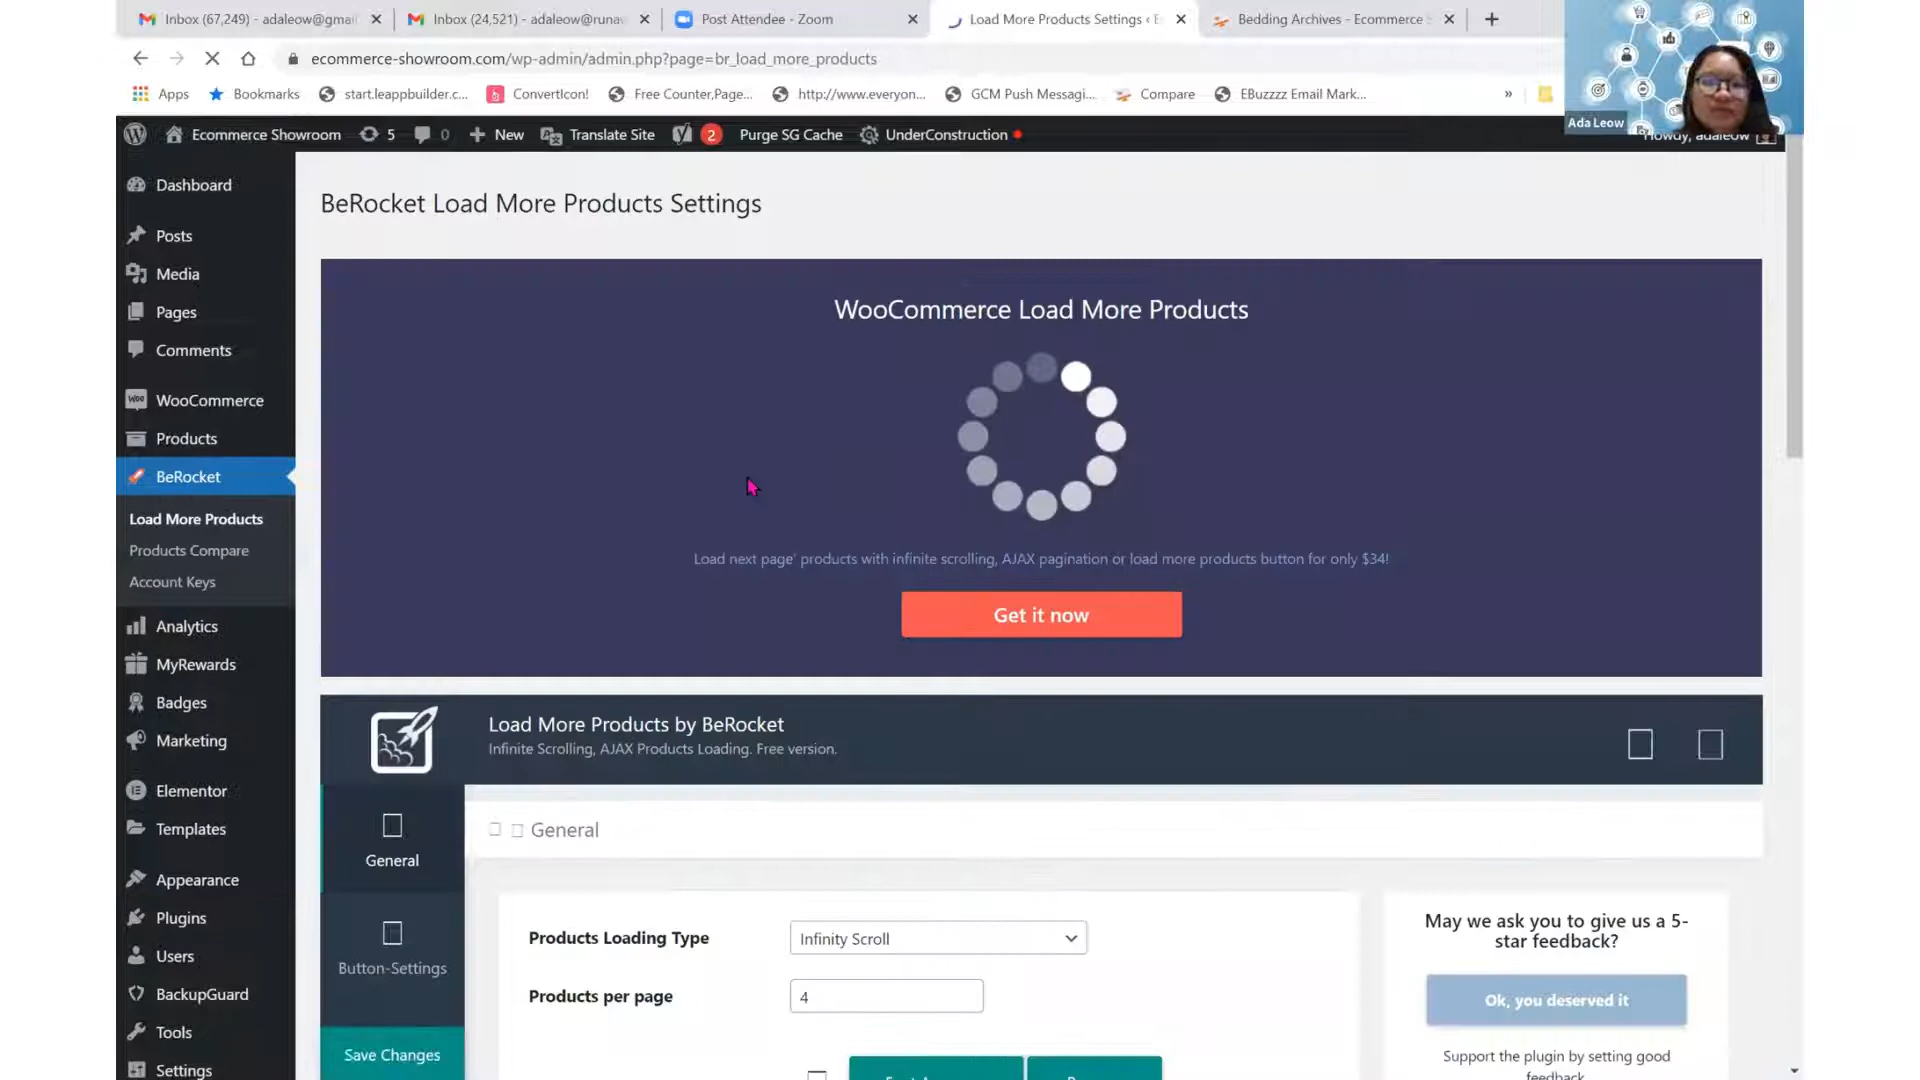 Inbox (67,249) - adaleow@gmai
Inbox (24,521) - adaleow@runav
Post Attendee - Zoom
Load More Products Settings ‹ E
Bedding Archives - Ecommerce S
ecommerce-showroom.com/wp-admin/admin.php?page=br_load_more_products
Apps
Bookmarks
start.leappbuilder.c...
ConvertIcon!
Free Counter,Page...
http://www.everyon...
GCM Push Messagi...
Compare
EBuzzzz Email Mark...
»
Ada Leow
Ecommerce Showroom
5
0
New
Translate Site
2
Purge SG Cache
UnderConstruction
Howdy, adaleow
Dashboard
Posts
Media
Pages
Comments
WooCommerce
Products
BeRocket
Load More Products
Products Compare
Account Keys
Analytics
MyRewards
Badges
Marketing
Elementor
Templates
Appearance
Plugins
Users
BackupGuard
Tools
Settings
BeRocket Load More Products Settings
WooCommerce Load More Products
Load next page' products with infinite scrolling, AJAX pagination or load more products button for only $34!
Get it now
Load More Products by BeRocket
Infinite Scrolling, AJAX Products Loading. Free version.
General
Button-Settings
Save Changes
General
Products Loading Type
Infinity Scroll
Products per page
4
May we ask you to give us a 5-
star feedback?
Ok, you deserved it
Support the plugin by setting good
feedback.